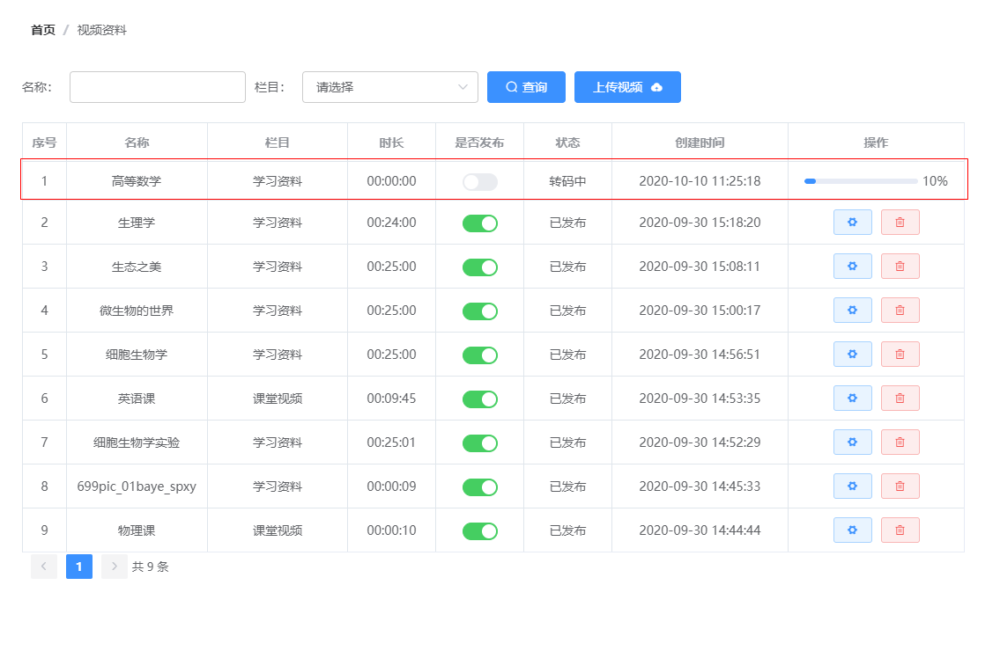 首页 / 视频资料
名称： 栏目： 请选择 查询 上传视频
序号 名称 栏目 时长 是否发布 状态 创建时间 操作
1 高等数学 学习资料 00:00:00 转码中 2020-10-10 11:25:18 10%
2 生理学 学习资料 00:24:00 已发布 2020-09-30 15:18:20
3 生态之美 学习资料 00:25:00 已发布 2020-09-30 15:08:11
4 微生物的世界 学习资料 00:25:00 已发布 2020-09-30 15:00:17
5 细胞生物学 学习资料 00:25:00 已发布 2020-09-30 14:56:51
6 英语课 课堂视频 00:09:45 已发布 2020-09-30 14:53:35
7 细胞生物学实验 学习资料 00:25:01 已发布 2020-09-30 14:52:29
8 699pic_01baye_spxy 学习资料 00:00:09 已发布 2020-09-30 14:45:33
9 物理课 课堂视频 00:00:10 已发布 2020-09-30 14:44:44
1 共 9 条